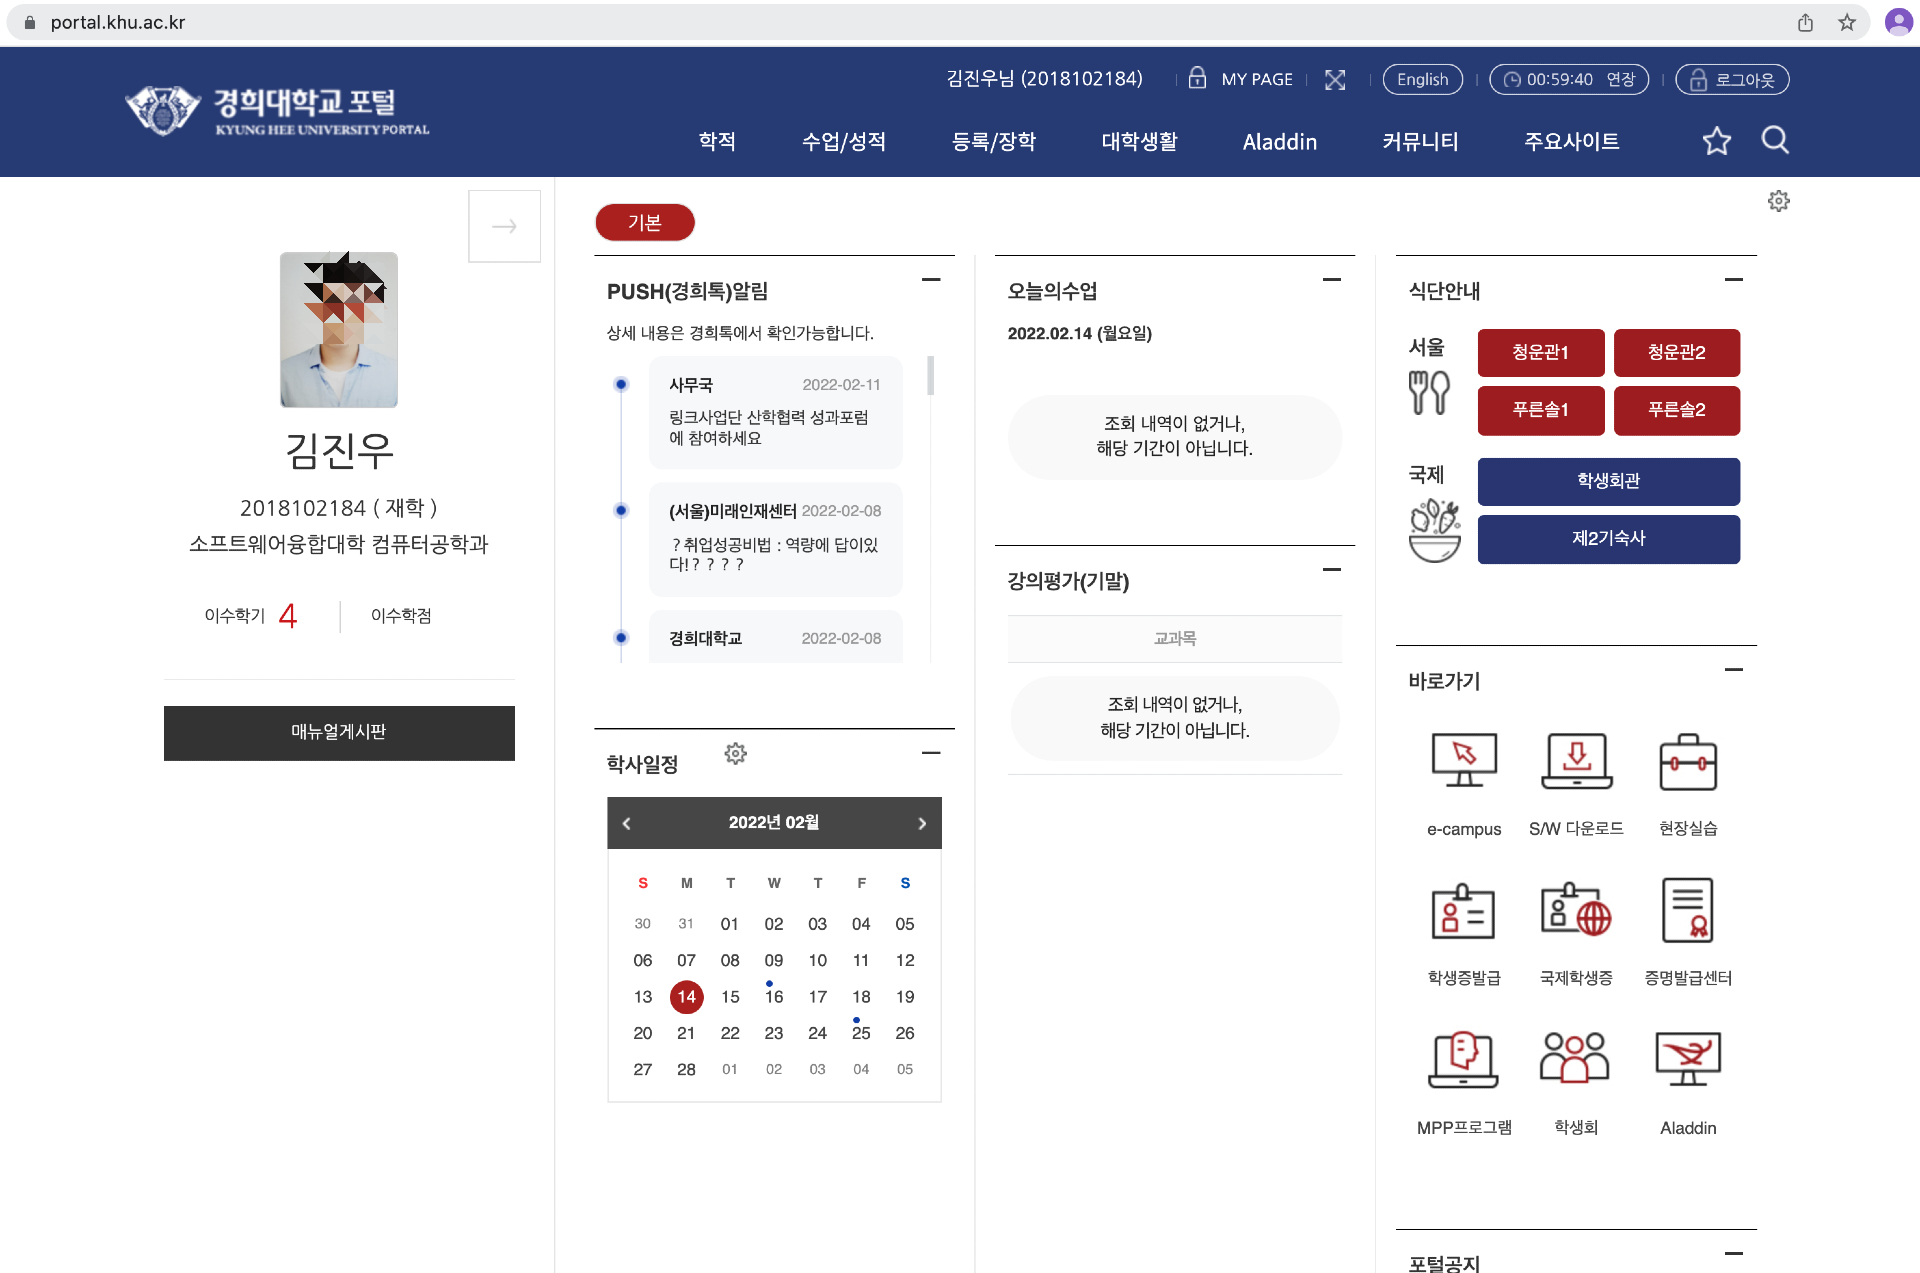 portal.khu.ac.kr
경희대학교 포털
KYUNG HEE UNIVERSITY PORTAL
김진우님 (2018102184)
MY PAGE
English
00:59:40 연장
로그아웃
학적
수업/성적
등록/장학
대학생활
Aladdin
커뮤니티
주요사이트
김진우
2018102184 ( 재학 )
소프트웨어융합대학 컴퓨터공학과
이수학기 4 이수학점
매뉴얼게시판
기본
PUSH(경희톡)알림
상세 내용은 경희톡에서 확인가능합니다.
사무국 2022-02-11
링크사업단 산학협력 성과포럼
에 참여하세요
(서울)미래인재센터 2022-02-08
? 취업성공비법 : 역량에 답이있
다! ? ? ? ?
경희대학교 2022-02-08
학사일정
2022년 02월
S M T W T F S
30 31 01 02 03 04 05
06 07 08 09 10 11 12
13 14 15 16 17 18 19
20 21 22 23 24 25 26
27 28 01 02 03 04 05
오늘의수업
2022.02.14 (월요일)
조회 내역이 없거나,
해당 기간이 아닙니다.
강의평가(기말)
교과목
조회 내역이 없거나,
해당 기간이 아닙니다.
식단안내
서울
청운관1 청운관2
푸른솔1 푸른솔2
국제
학생회관
제2기숙사
바로가기
e-campus S/W 다운로드 현장실습
학생증발급 국제학생증 증명발급센터
MPP프로그램 학생회 Aladdin
포털공지